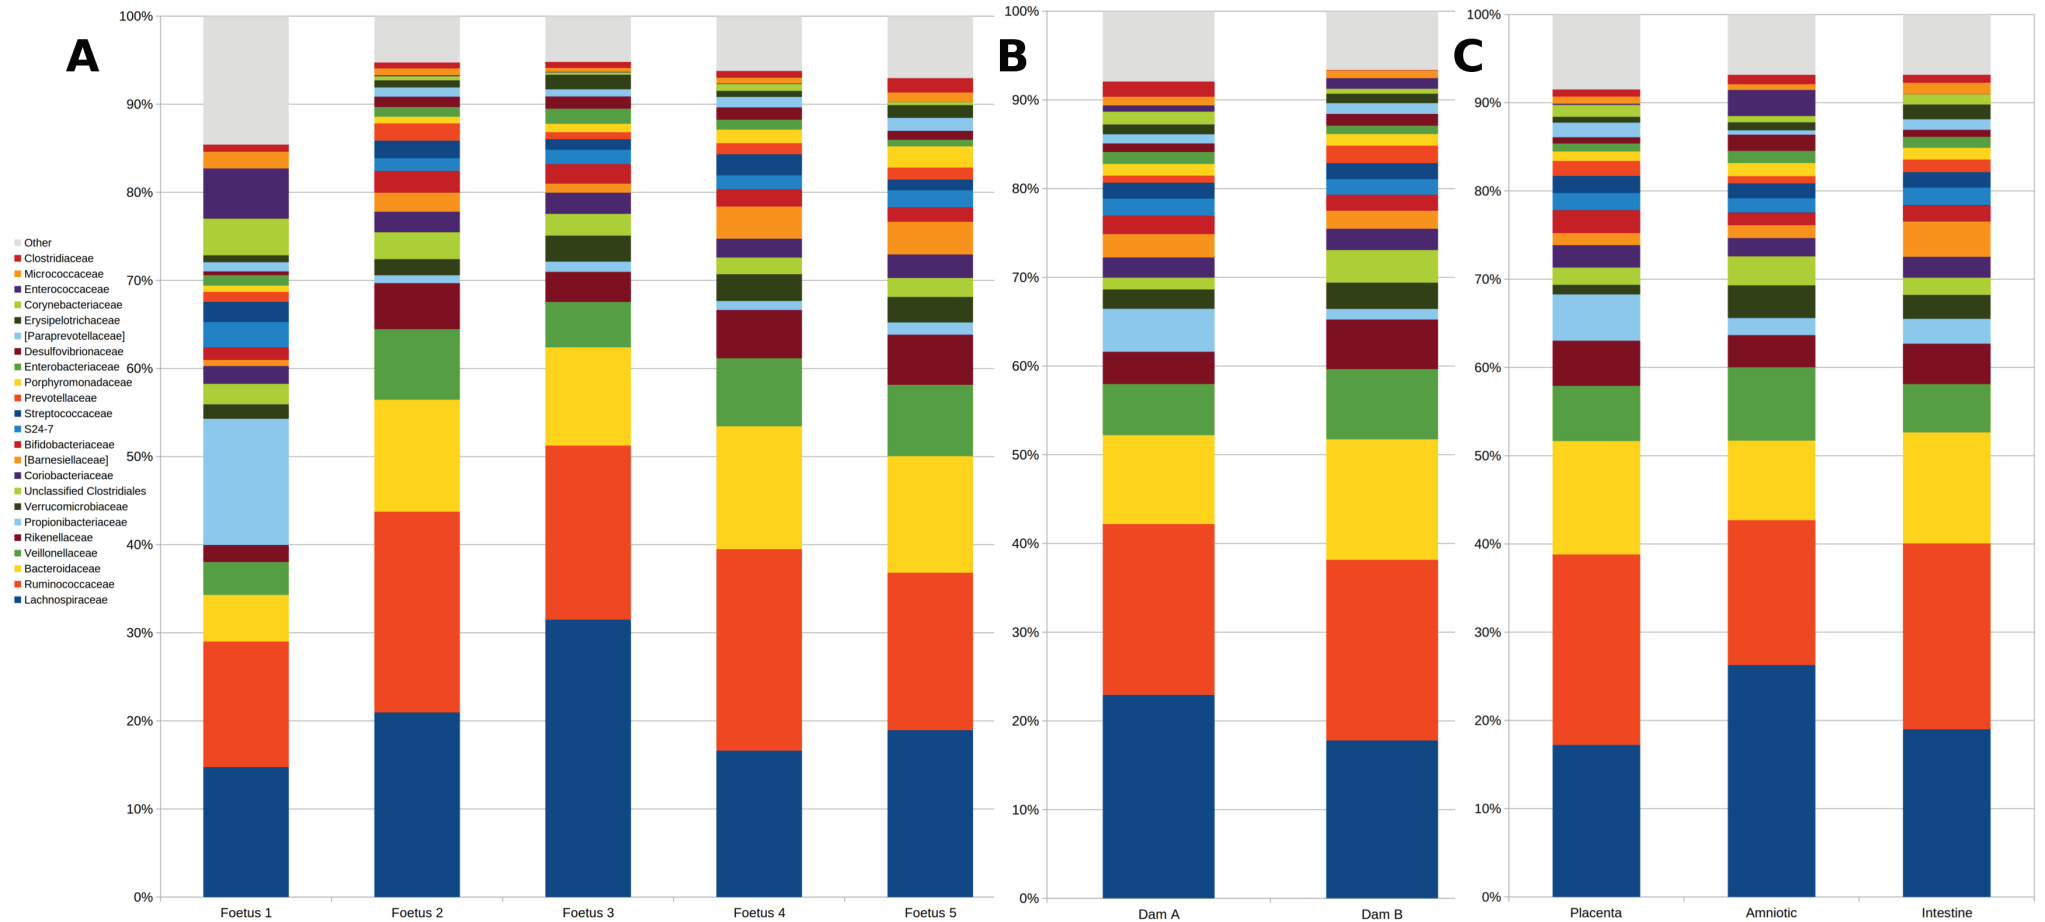 A
100%
90%
80%
70%
60%
50%
40%
30%
20%
10%
0%
Other
Clostridiaceae
Micrococcaceae
Enterococcaceae
Corynebacteriaceae
Erysipelotrichaceae
[Paraprevotellaceae]
Desulfovibrionaceae
Enterobacteriaceae
Porphyromonadaceae
Prevotellaceae
Streptococcaceae
S24-7
Bifidobacteriaceae
[Barnesiellaceae]
Coriobacteriaceae
Unclassified Clostridiales
Verrucomicrobiaceae
Propionibacteriaceae
Rikenellaceae
Veillonellaceae
Bacteroidaceae
Ruminococcaceae
Lachnospiraceae
Foetus 1 Foetus 2 Foetus 3 Foetus 4 Foetus 5
B
100%
90%
80%
70%
60%
50%
40%
30%
20%
10%
0%
Dam A Dam B
C
100%
90%
80%
70%
60%
50%
40%
30%
20%
10%
0%
Placenta Amniotic Intestine